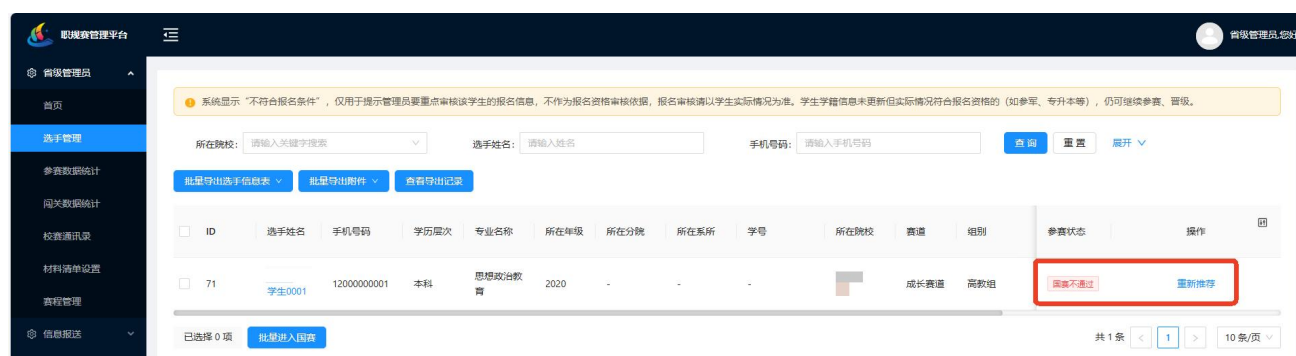 职规赛管理平台
省级管理员,您好
省级管理员
首页
选手管理
参赛数据统计
闯关数据统计
校赛通讯录
材料清单设置
赛程管理
信息报送
系统显示“不符合报名条件”，仅用于提示管理员要重点审核该学生的报名信息，不作为报名资格审核依据，报名审核请以学生实际情况为准。学生学籍信息未更新但实际情况符合报名资格的（如参军、专升本等），仍可继续参赛、晋级。
所在院校: 请输入关键字搜索 选手姓名: 请输入姓名 手机号码: 请输入手机号码 查询 重置 展开
批量导出选手信息表 批量导出附件 查看导出记录
ID 选手姓名 手机号码 学历层次 专业名称 所在年级 所在分院 所在系所 学号 所在院校 赛道 组别 参赛状态 操作
71 学生0001 12000000001 本科 思想政治教育 2020 - - - 成长赛道 高教组 国赛不通过 重新推荐
已选择 0 项 批量进入国赛 共 1 条 < 1 > 10 条/页